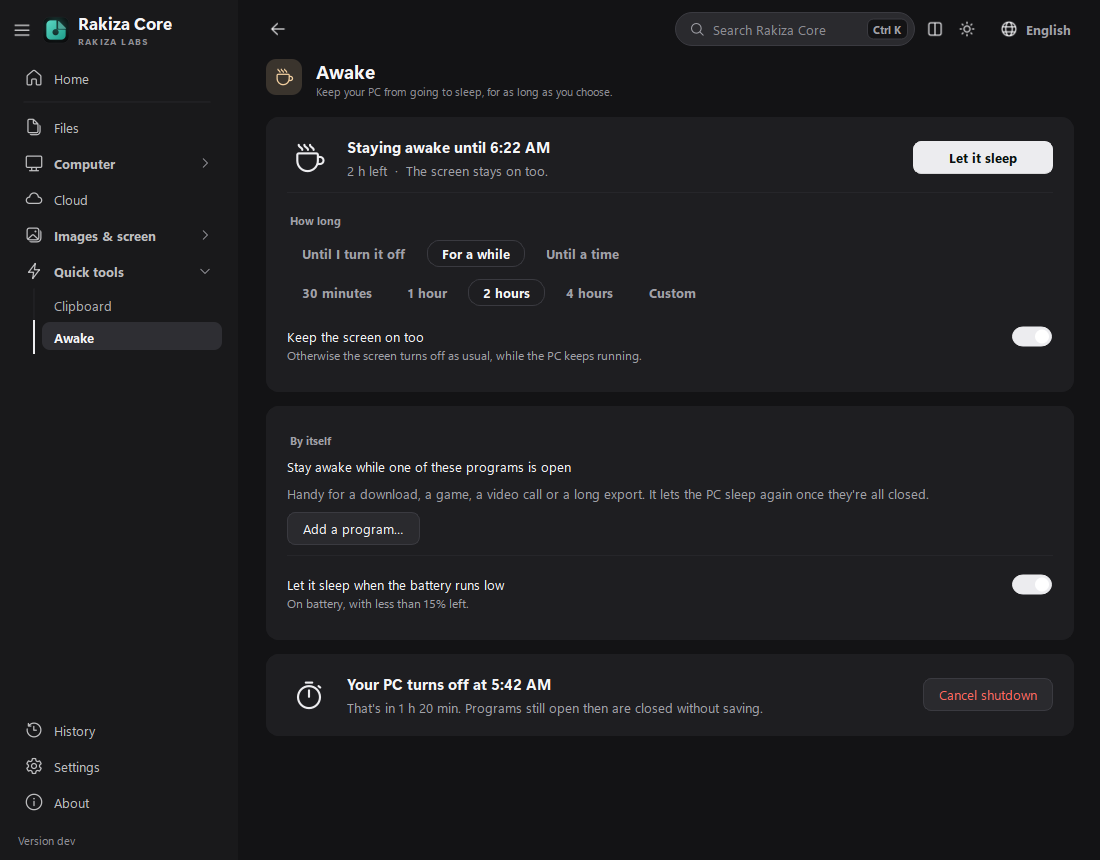 Rakiza Core
RAKIZA LABS
Search Rakiza Core
Ctrl K
English
Home
Files
Computer
Cloud
Images & screen
Quick tools
Clipboard
Awake
History
Settings
About
Version dev
Awake
Keep your PC from going to sleep, for as long as you choose.
Staying awake until 6:22 AM
2 h left · The screen stays on too.
Let it sleep
How long
Until I turn it off
For a while
Until a time
30 minutes
1 hour
2 hours
4 hours
Custom
Keep the screen on too
Otherwise the screen turns off as usual, while the PC keeps running.
By itself
Stay awake while one of these programs is open
Handy for a download, a game, a video call or a long export. It lets the PC sleep again once they're all closed.
Add a program...
Let it sleep when the battery runs low
On battery, with less than 15% left.
Your PC turns off at 5:42 AM
That's in 1 h 20 min. Programs still open then are closed without saving.
Cancel shutdown